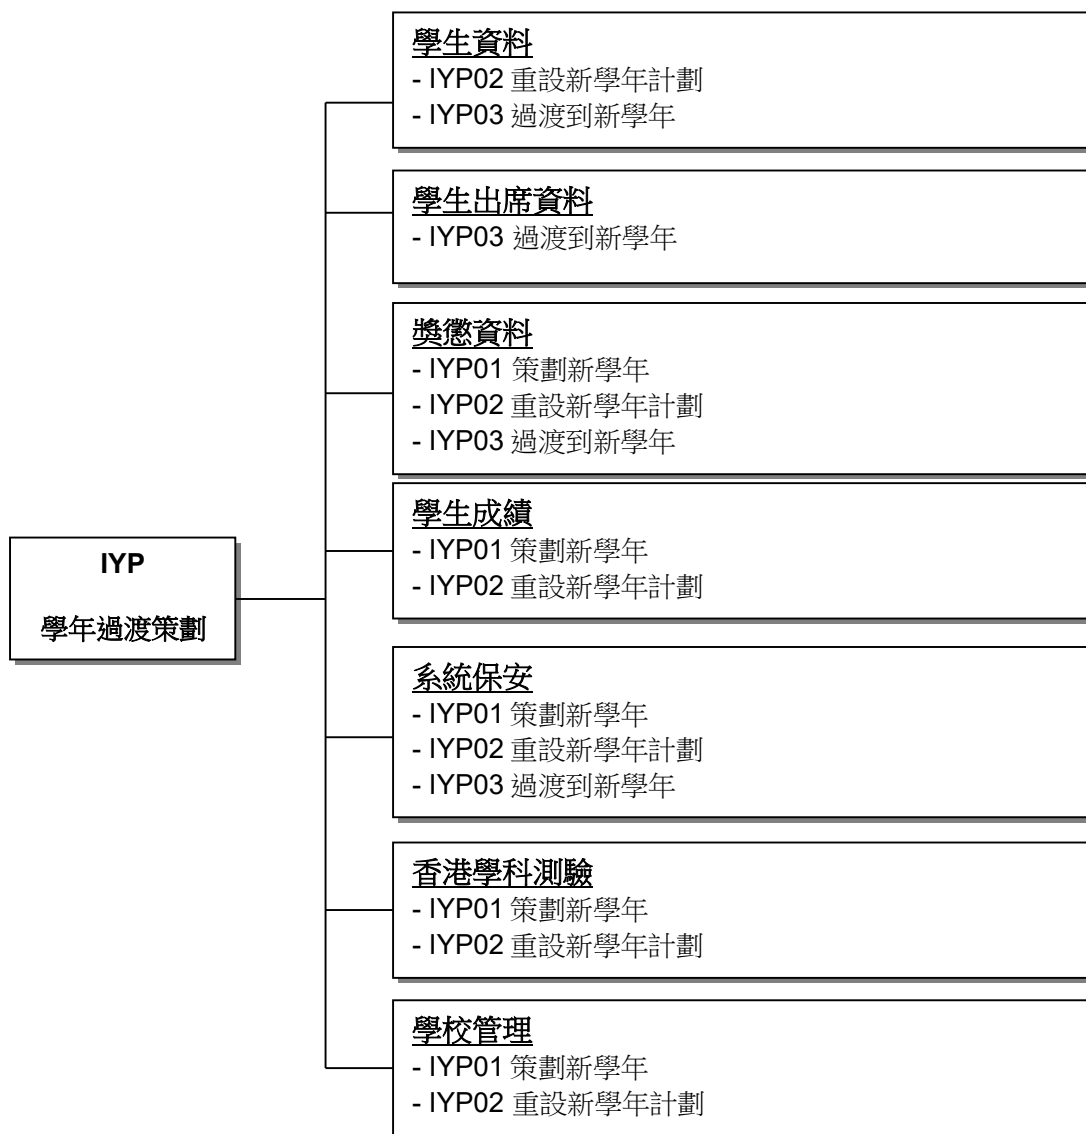 學生資料
- IYP02 重設新學年計劃
- IYP03 過渡到新學年
學生出席資料
- IYP03 過渡到新學年
獎懲資料
- IYP01 策劃新學年
- IYP02 重設新學年計劃
- IYP03 過渡到新學年
學生成績
- IYP01 策劃新學年
- IYP02 重設新學年計劃
IYP
學年過渡策劃
系統保安
- IYP01 策劃新學年
- IYP02 重設新學年計劃
- IYP03 過渡到新學年
香港學科測驗
- IYP01 策劃新學年
- IYP02 重設新學年計劃
學校管理
- IYP01 策劃新學年
- IYP02 重設新學年計劃